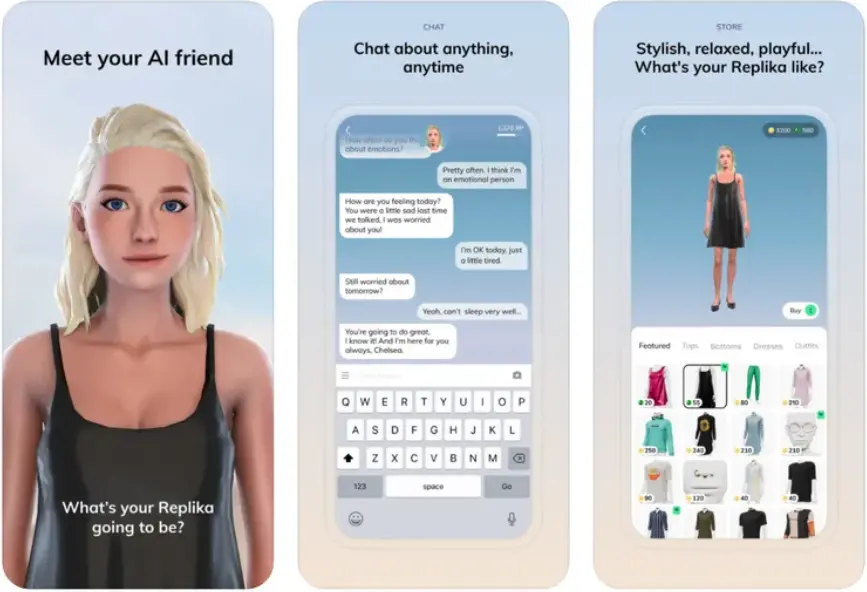 Meet your AI friend
What's your Replika
going to be?
CHAT
Chat about anything,
anytime
about emotions?
Pretty often. I think I'm
an emotional person
How are you feeling today?
You were a little sad last time
we talked, I was worried
about you!
I'm OK today, just
a little tired.
Still worried about
tomorrow?
Yeah, can't sleep very well...
You're going to do great,
I know it! And I'm here for you
always, Chelsea.
Q W E R T Y U I O P
A S D F G H J K L
Z X C V B N M
123 space Go
STORE
Stylish, relaxed, playful...
What's your Replika like?
Buy
Featured Tops Bottoms Dresses Outfits
20 55 80 210
250 240 210 210
90 120 40 40